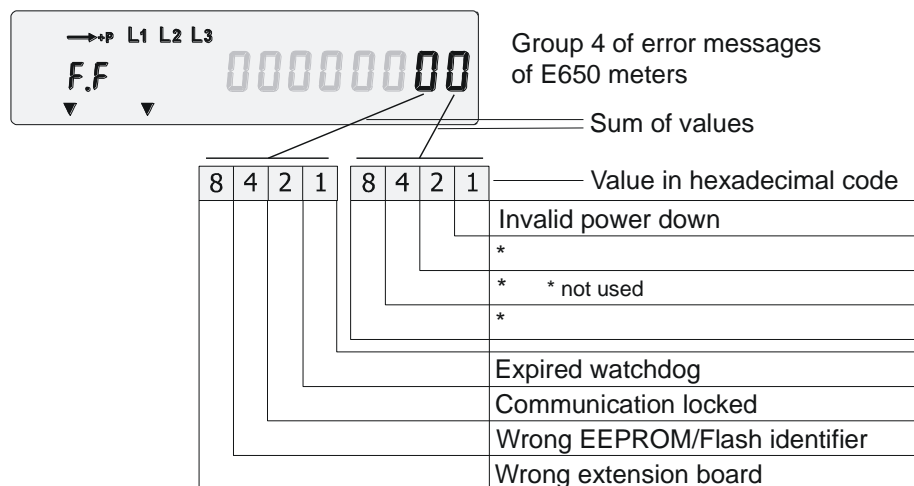 +P L1 L2 L3
F.F 00000000
Group 4 of error messages
of E650 meters
Sum of values
8 4 2 1 8 4 2 1 Value in hexadecimal code
Invalid power down
*
* * not used
*
Expired watchdog
Communication locked
Wrong EEPROM/Flash identifier
Wrong extension board